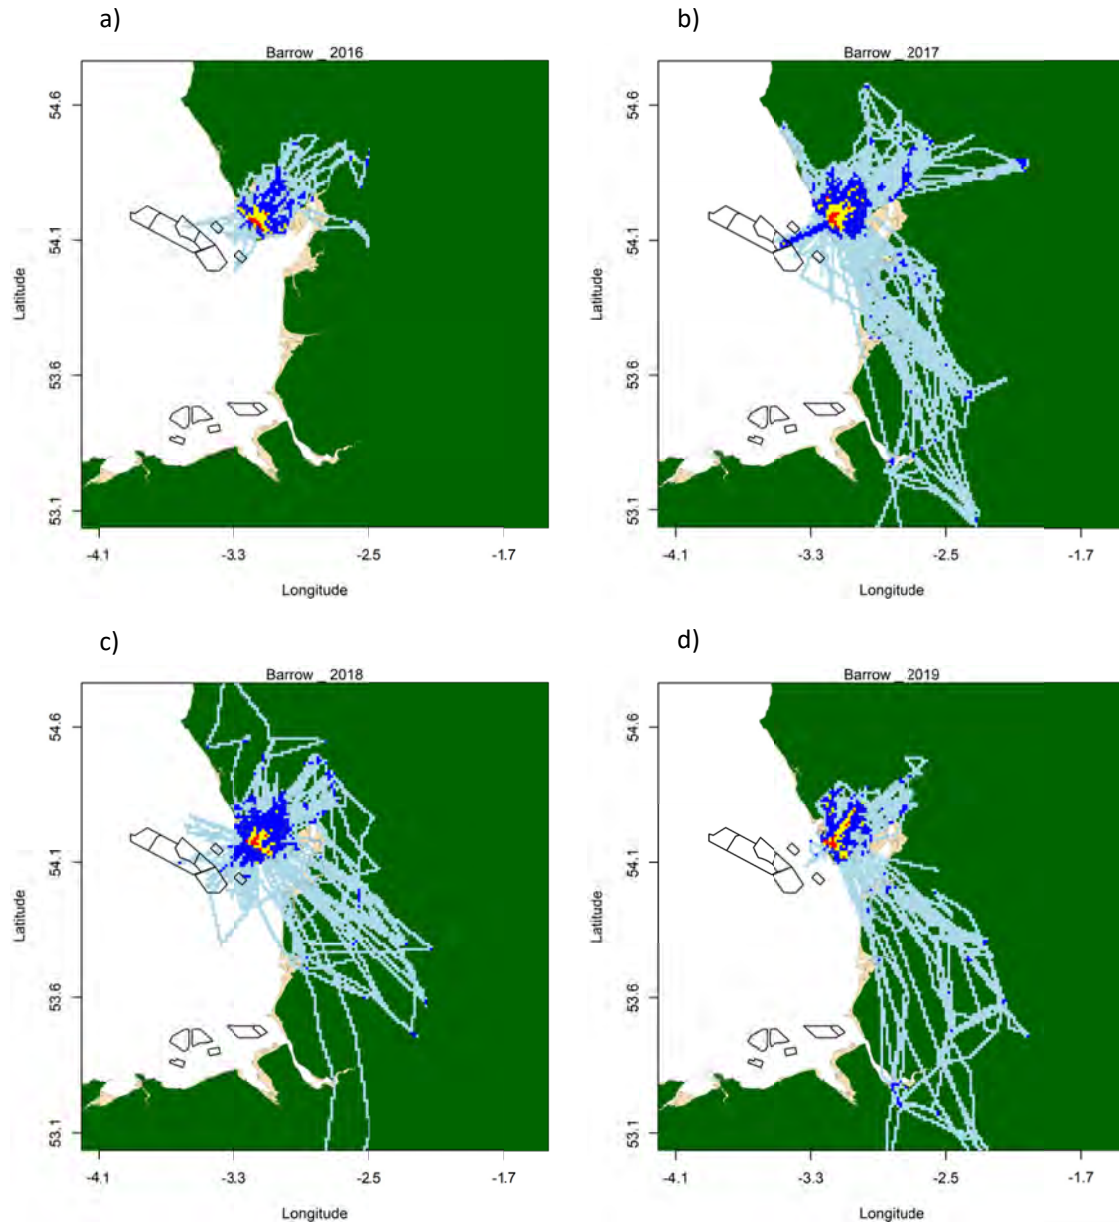 a)
b)
Barrow _ 2016
Barrow _ 2017
Latitude
54.6
54.1
53.6
53.1
-4.1
-3.3
-2.5
-1.7
Longitude
Latitude
54.6
54.1
53.6
53.1
-4.1
-3.3
-2.5
-1.7
Longitude
c)
d)
Barrow _ 2018
Barrow _ 2019
Latitude
54.6
54.1
53.6
53.1
-4.1
-3.3
-2.5
-1.7
Longitude
Latitude
54.6
54.1
53.6
53.1
-4.1
-3.3
-2.5
-1.7
Longitude